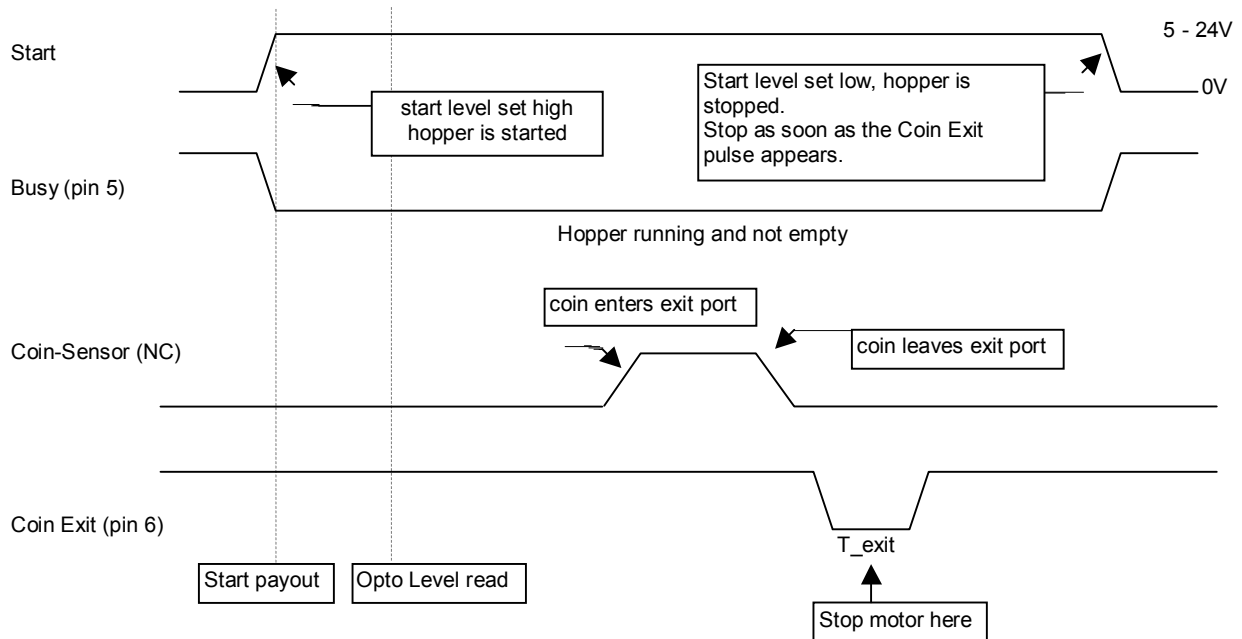 5 - 24V
Start
0V
start level set high
hopper is started
Start level set low, hopper is
stopped.
Stop as soon as the Coin Exit
pulse appears.
Busy (pin 5)
Hopper running and not empty
coin enters exit port
Coin-Sensor (NC)
coin leaves exit port
Coin Exit (pin 6)
T_exit
Start payout
Opto Level read
Stop motor here